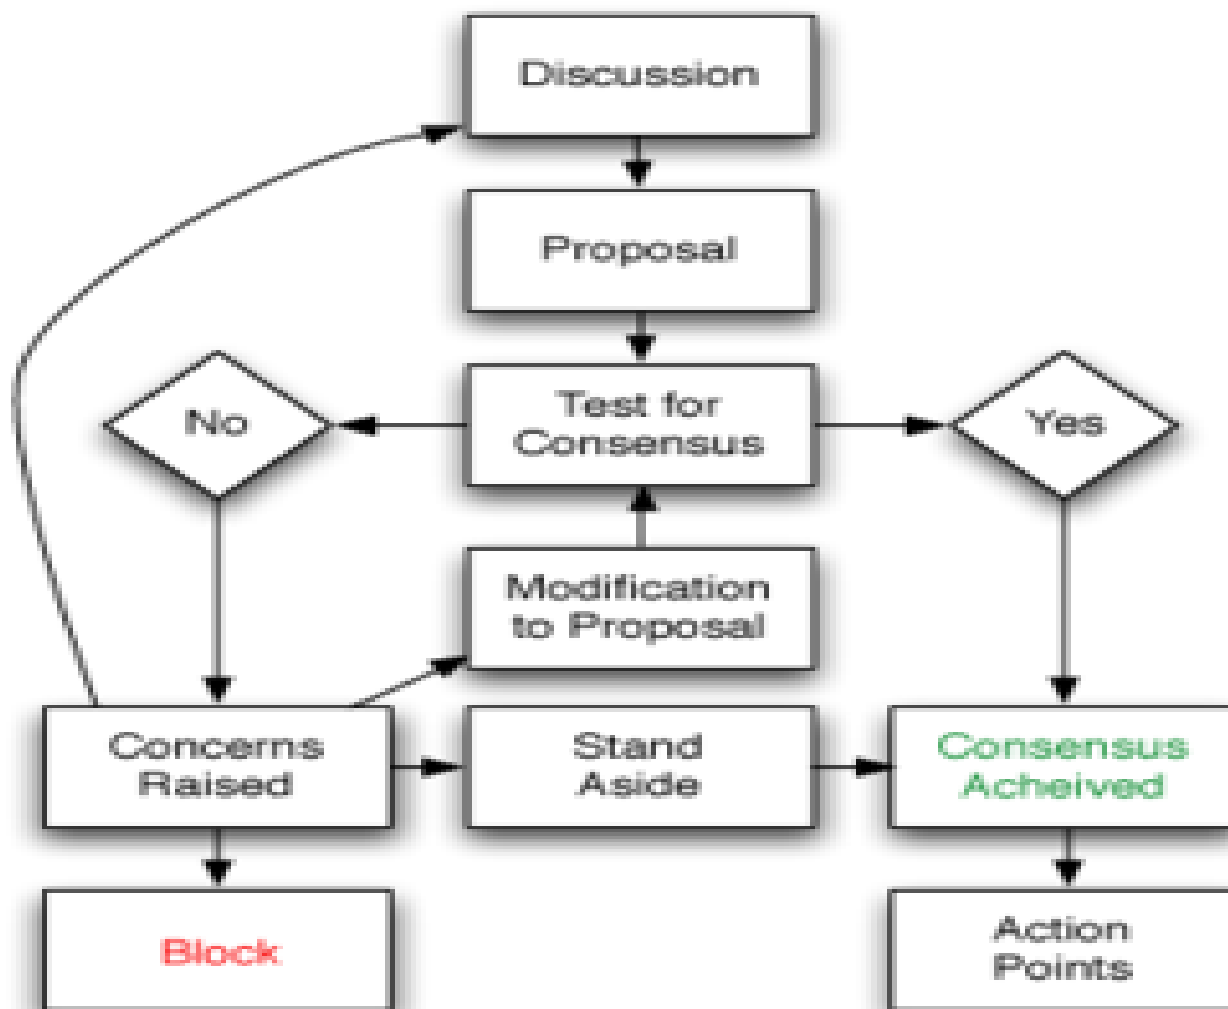 Discussion
Proposal
No
Test for
Consensus
Yes
Modification
to Proposal
Concerns
Raised
Stand
Aside
Consensus
Acheived
Block
Action
Points